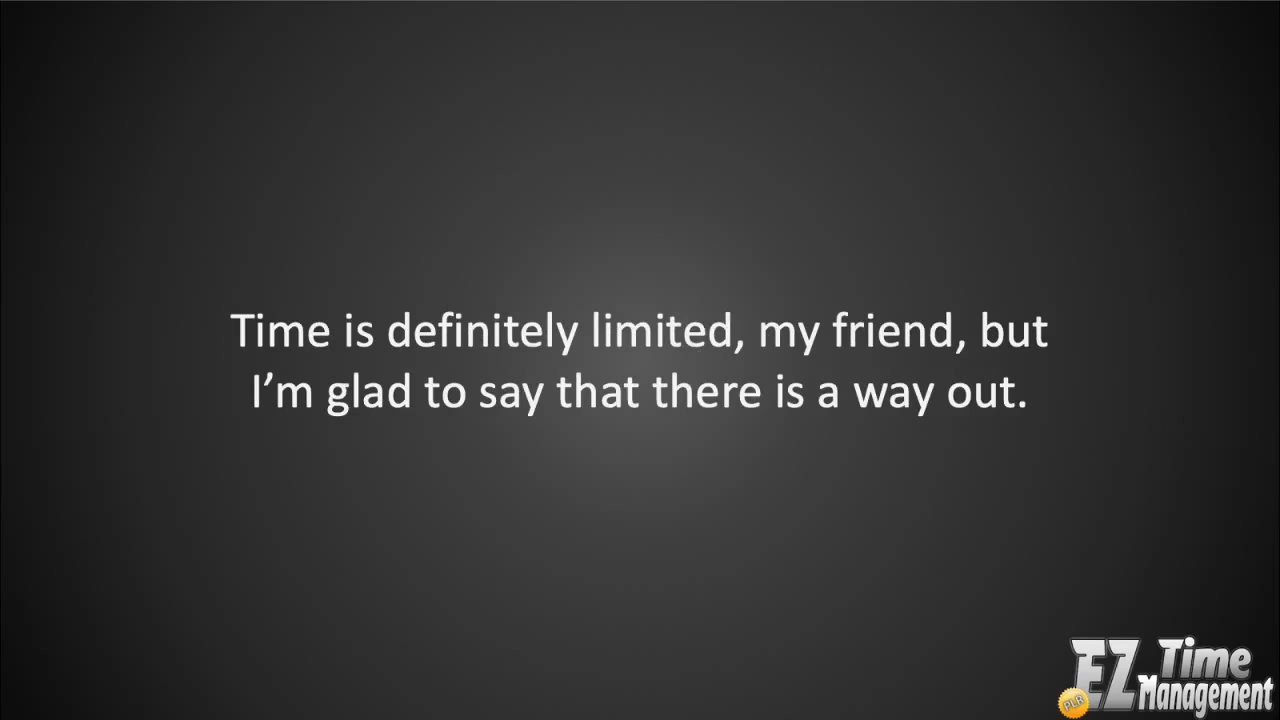 Time is definitely limited, my friend, but
I’m glad to say that there is a way out.
EZ Time
Management
PLR